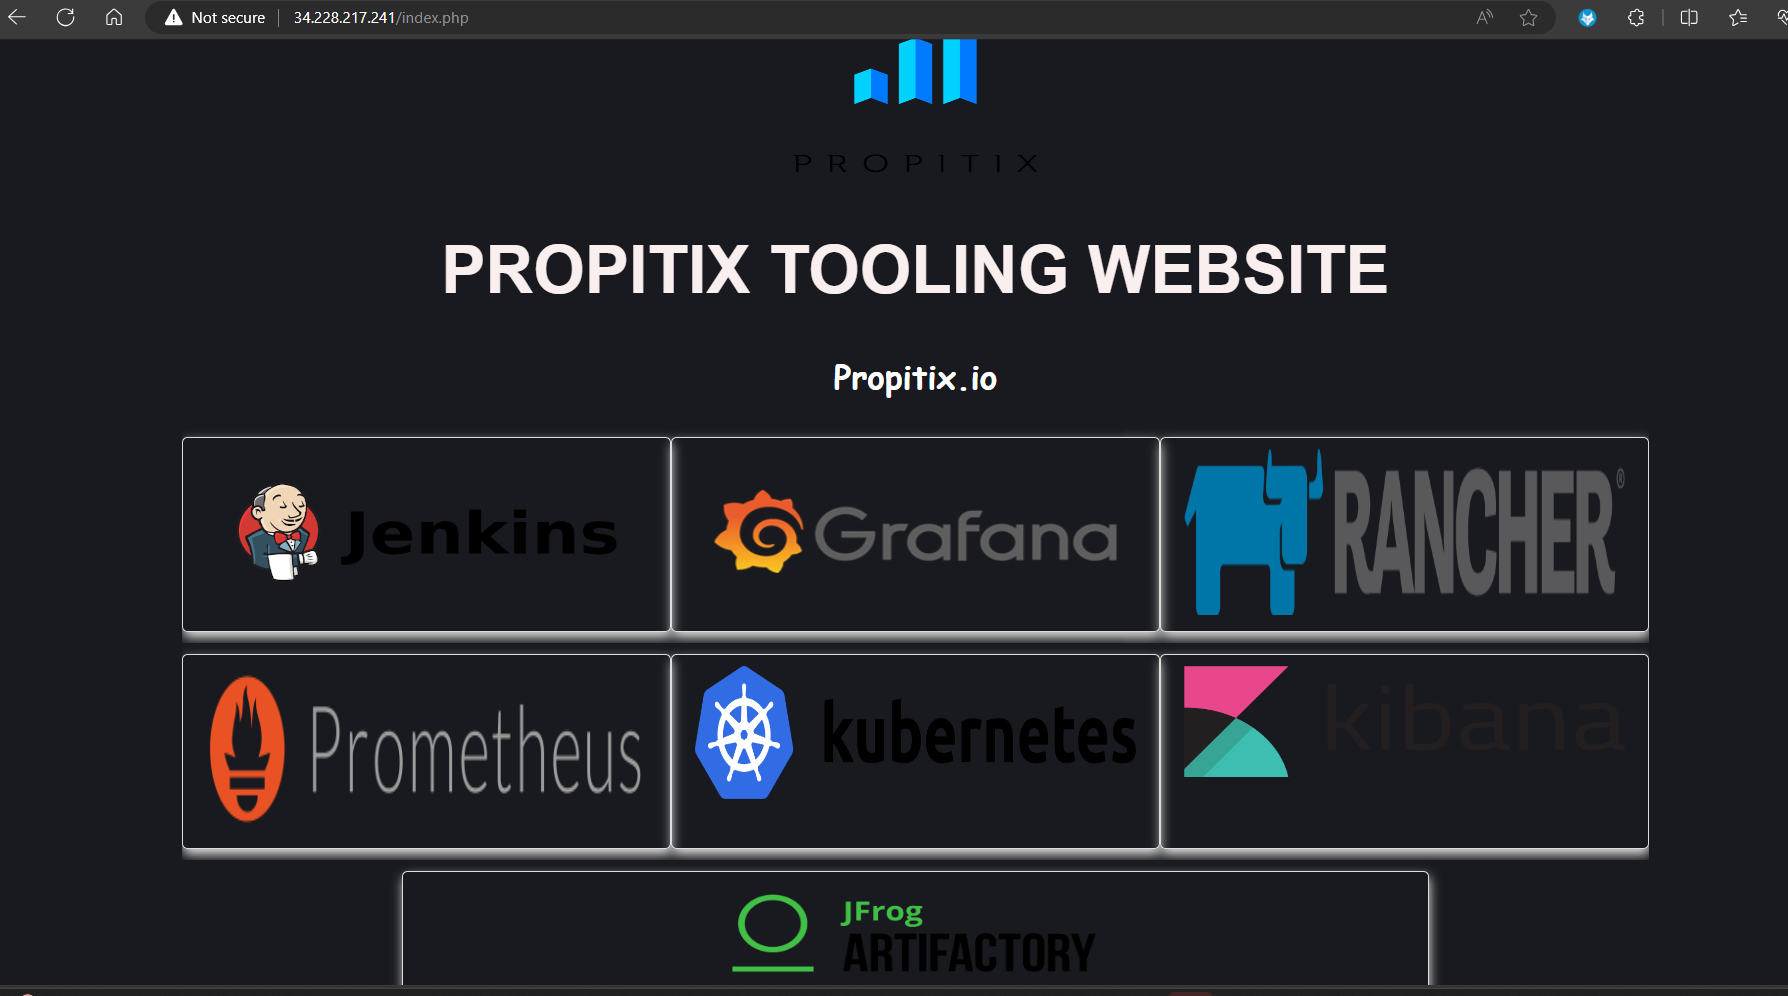 Not secure 34.228.217.241/index.php
PROPITIX
PROPITIX TOOLING WEBSITE
Propitix.io
Jenkins Grafana RANCHER®
Prometheus kubernetes kibana
JFrog
ARTIFACTORY